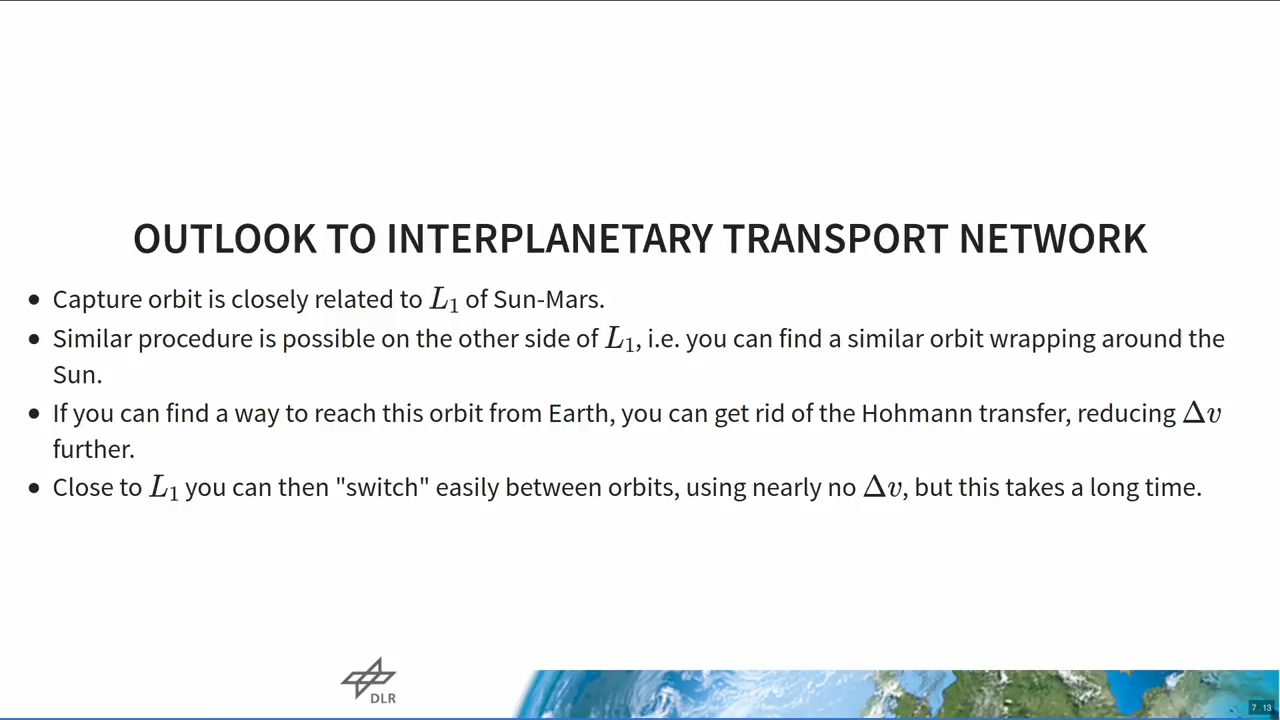 OUTLOOK TO INTERPLANETARY TRANSPORT NETWORK
• Capture orbit is closely related to L₁ of Sun-Mars.
• Similar procedure is possible on the other side of L₁, i.e. you can find a similar orbit wrapping around the
Sun.
• If you can find a way to reach this orbit from Earth, you can get rid of the Hohmann transfer, reducing Δv
further.
• Close to L₁ you can then "switch" easily between orbits, using nearly no Δv, but this takes a long time.
DLR
7 . 13